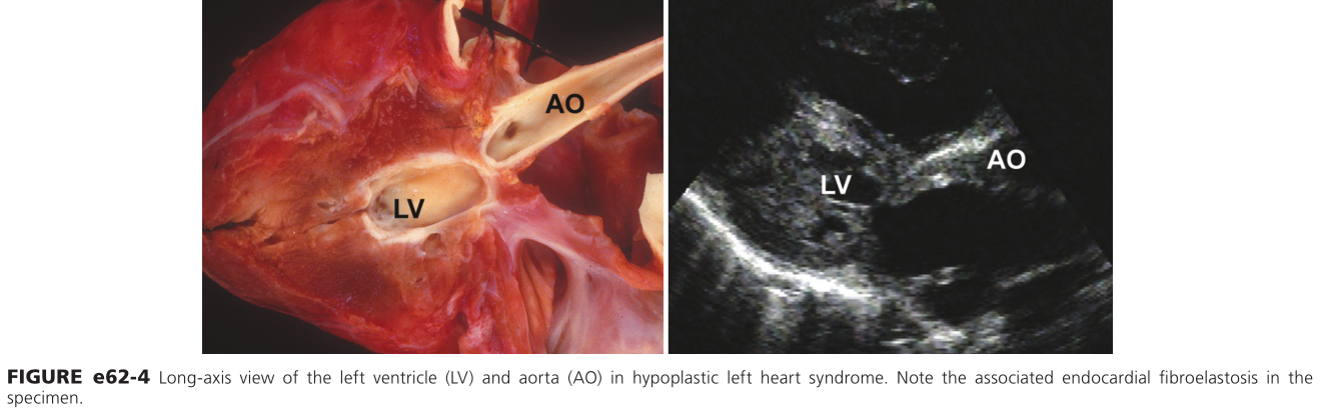 AO
LV
AO
LV
FIGURE e62-4 Long-axis view of the left ventricle (LV) and aorta (AO) in hypoplastic left heart syndrome. Note the associated endocardial fibroelastosis in the
specimen.